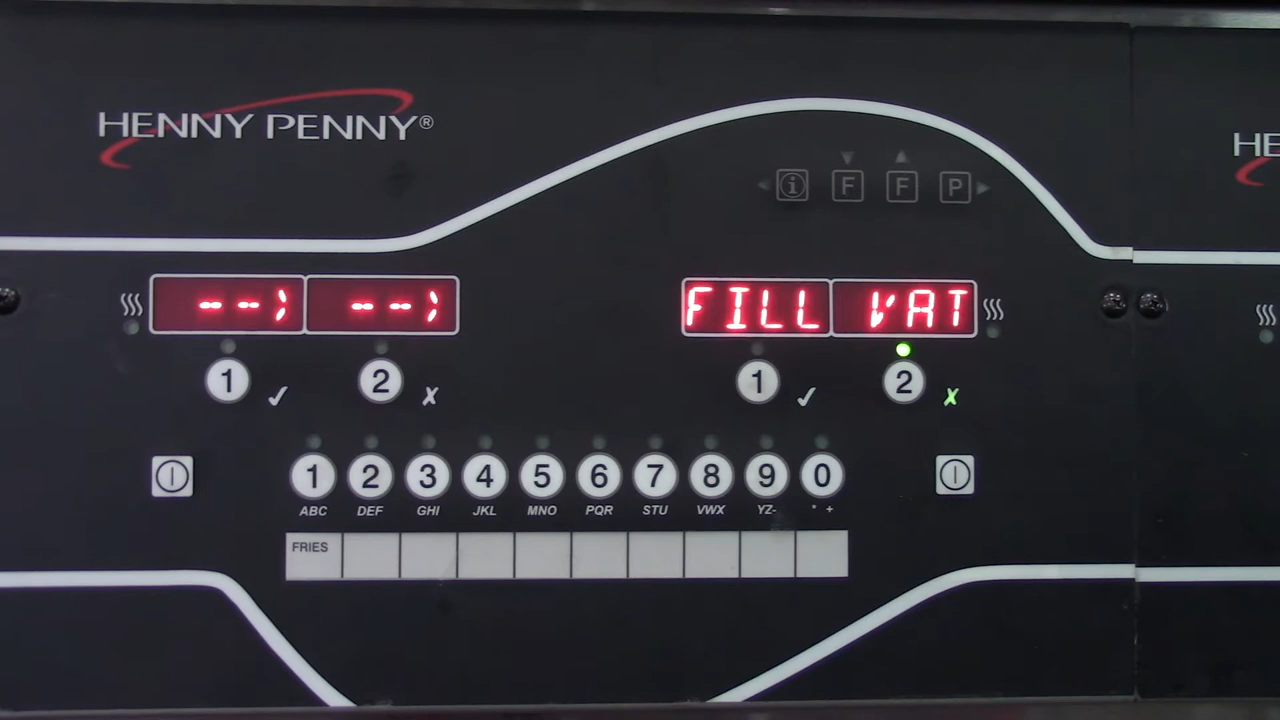 HENNY PENNY®
HE
i F F P
--> --> FILL VAT
1 ✓ 2 ✗ 1 ✓ 2 ✗
1 2 3 4 5 6 7 8 9 0
ABC DEF GHI JKL MNO PQR STU VWX YZ- * +
FRIES